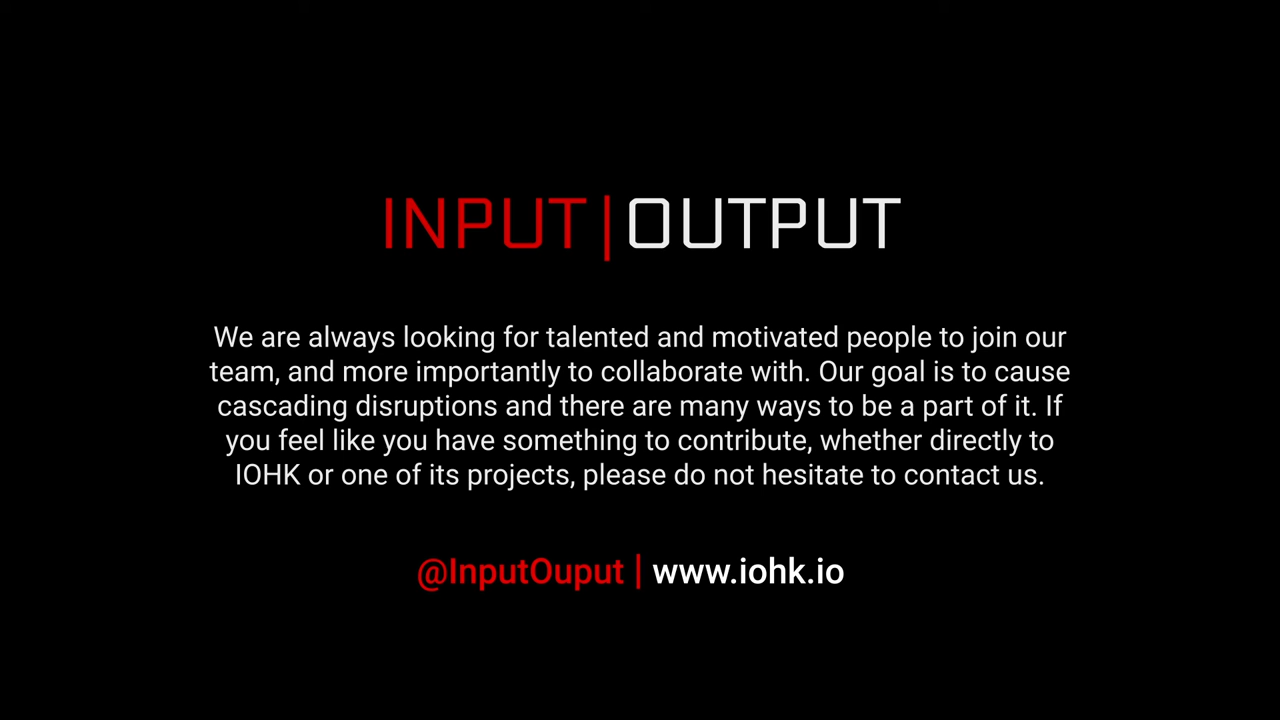 INPUT|OUTPUT
We are always looking for talented and motivated people to join our
team, and more importantly to collaborate with. Our goal is to cause
cascading disruptions and there are many ways to be a part of it. If
you feel like you have something to contribute, whether directly to
IOHK or one of its projects, please do not hesitate to contact us.
@InputOuput | www.iohk.io